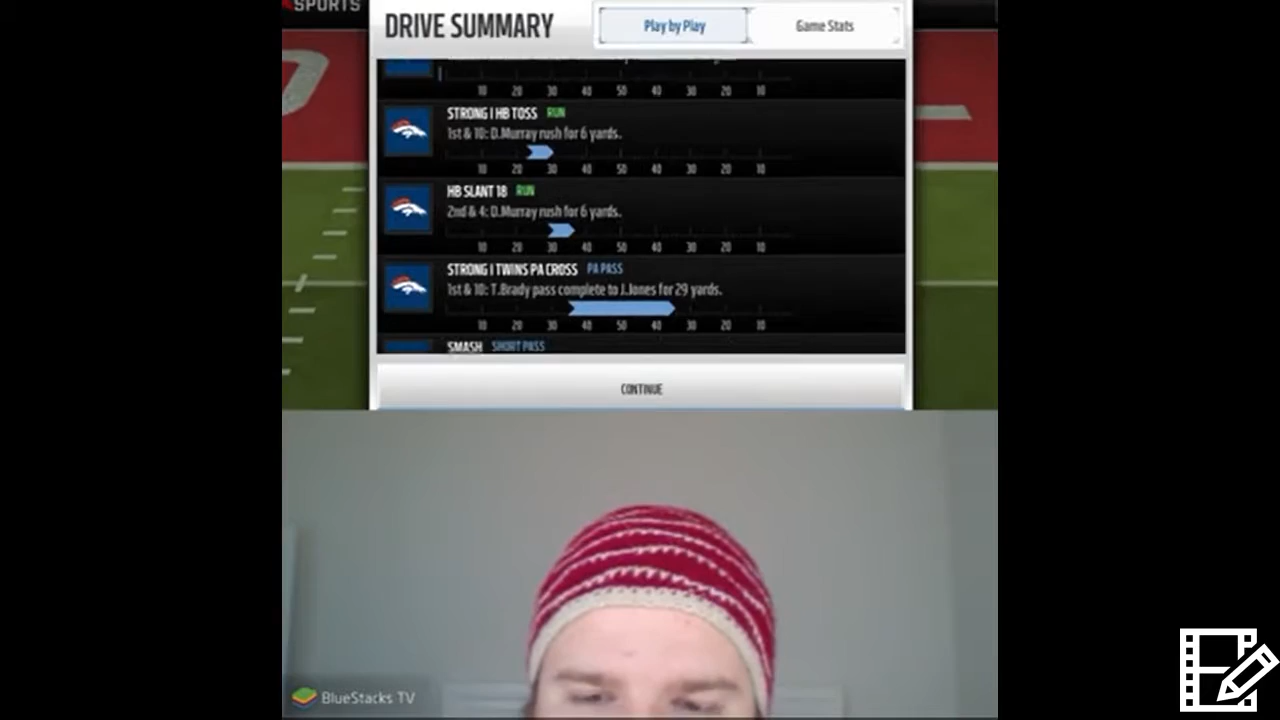 SPORTS
DRIVE SUMMARY
Play by Play
Game Stats
10 20 30 40 50 40 30 20 10
STRONG I HB TOSS RUN
1st & 10: D.Murray rush for 6 yards.
10 20 30 40 50 40 30 20 10
HB SLANT 18 RUN
2nd & 4: D.Murray rush for 6 yards.
10 20 30 40 50 40 30 20 10
STRONG I TWINS PA CROSS PA PASS
1st & 10: T.Brady pass complete to J.Jones for 29 yards.
10 20 30 40 50 40 30 20 10
SMASH SHORT PASS
CONTINUE
BlueStacks TV